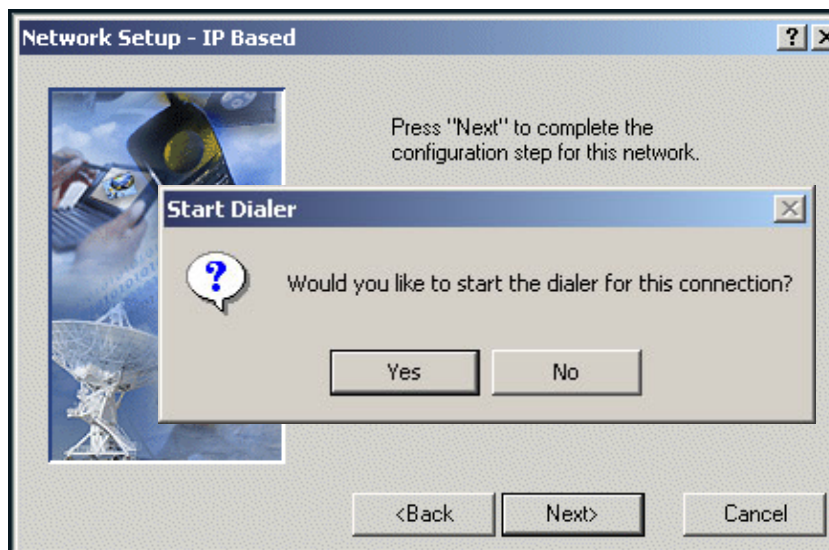 Network Setup - IP Based
Press "Next" to complete the
configuration step for this network.
Start Dialer
Would you like to start the dialer for this connection?
Yes
No
<Back
Next>
Cancel